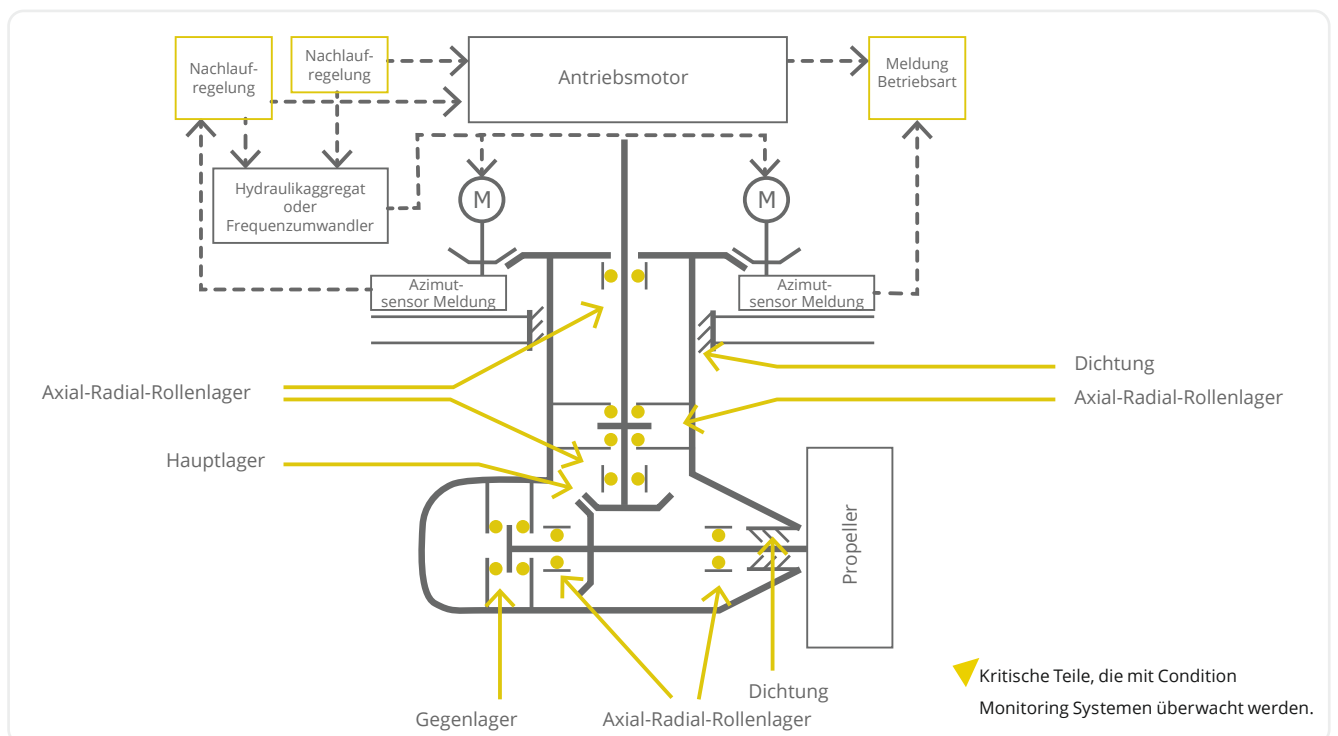 Nachlauf-
regelung
Nachlauf-
regelung
Antriebsmotor
Meldung
Betriebsart
Hydraulikaggregat
oder
Frequenzumwandler
M
M
Azimut-
sensor Meldung
Azimut-
sensor Meldung
Dichtung
Axial-Radial-Rollenlager
Axial-Radial-Rollenlager
Hauptlager
Propeller
Dichtung
Gegenlager
Axial-Radial-Rollenlager
Kritische Teile, die mit Condition
Monitoring Systemen überwacht werden.